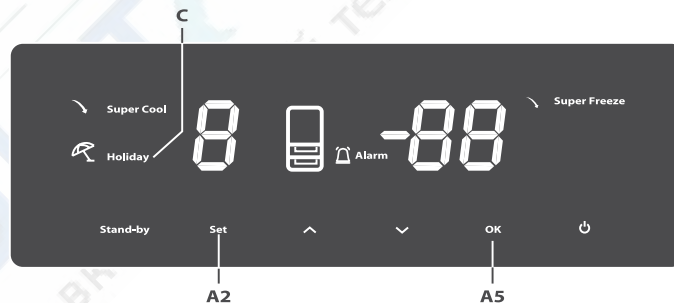 C
Super Cool
8
-88
Super Freeze
Holiday
Alarm
Stand-by
Set
OK
A2
A5